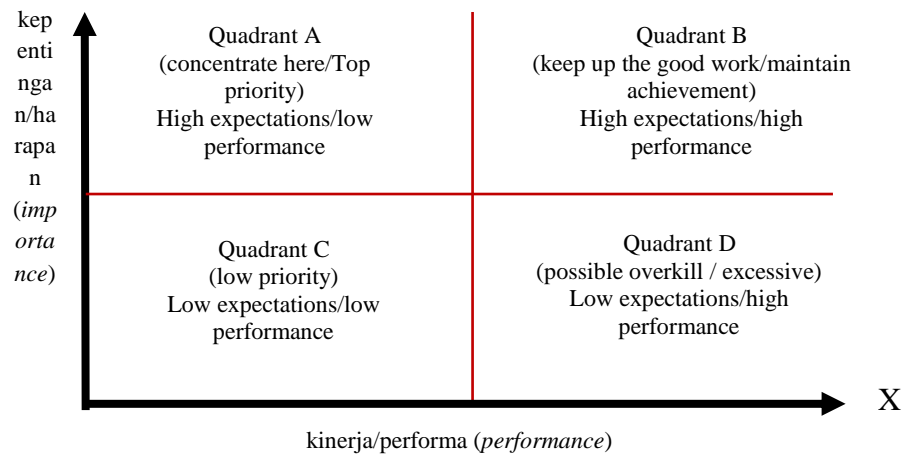 kep
enti
nga
n/ha
rapa
n
(imp
orta
nce)
Quadrant A
(concentrate here/Top
priority)
High expectations/low
performance
Quadrant B
(keep up the good work/maintain
achievement)
High expectations/high
performance
Quadrant C
(low priority)
Low expectations/low
performance
Quadrant D
(possible overkill / excessive)
Low expectations/high
performance
X
kinerja/performa (performance)